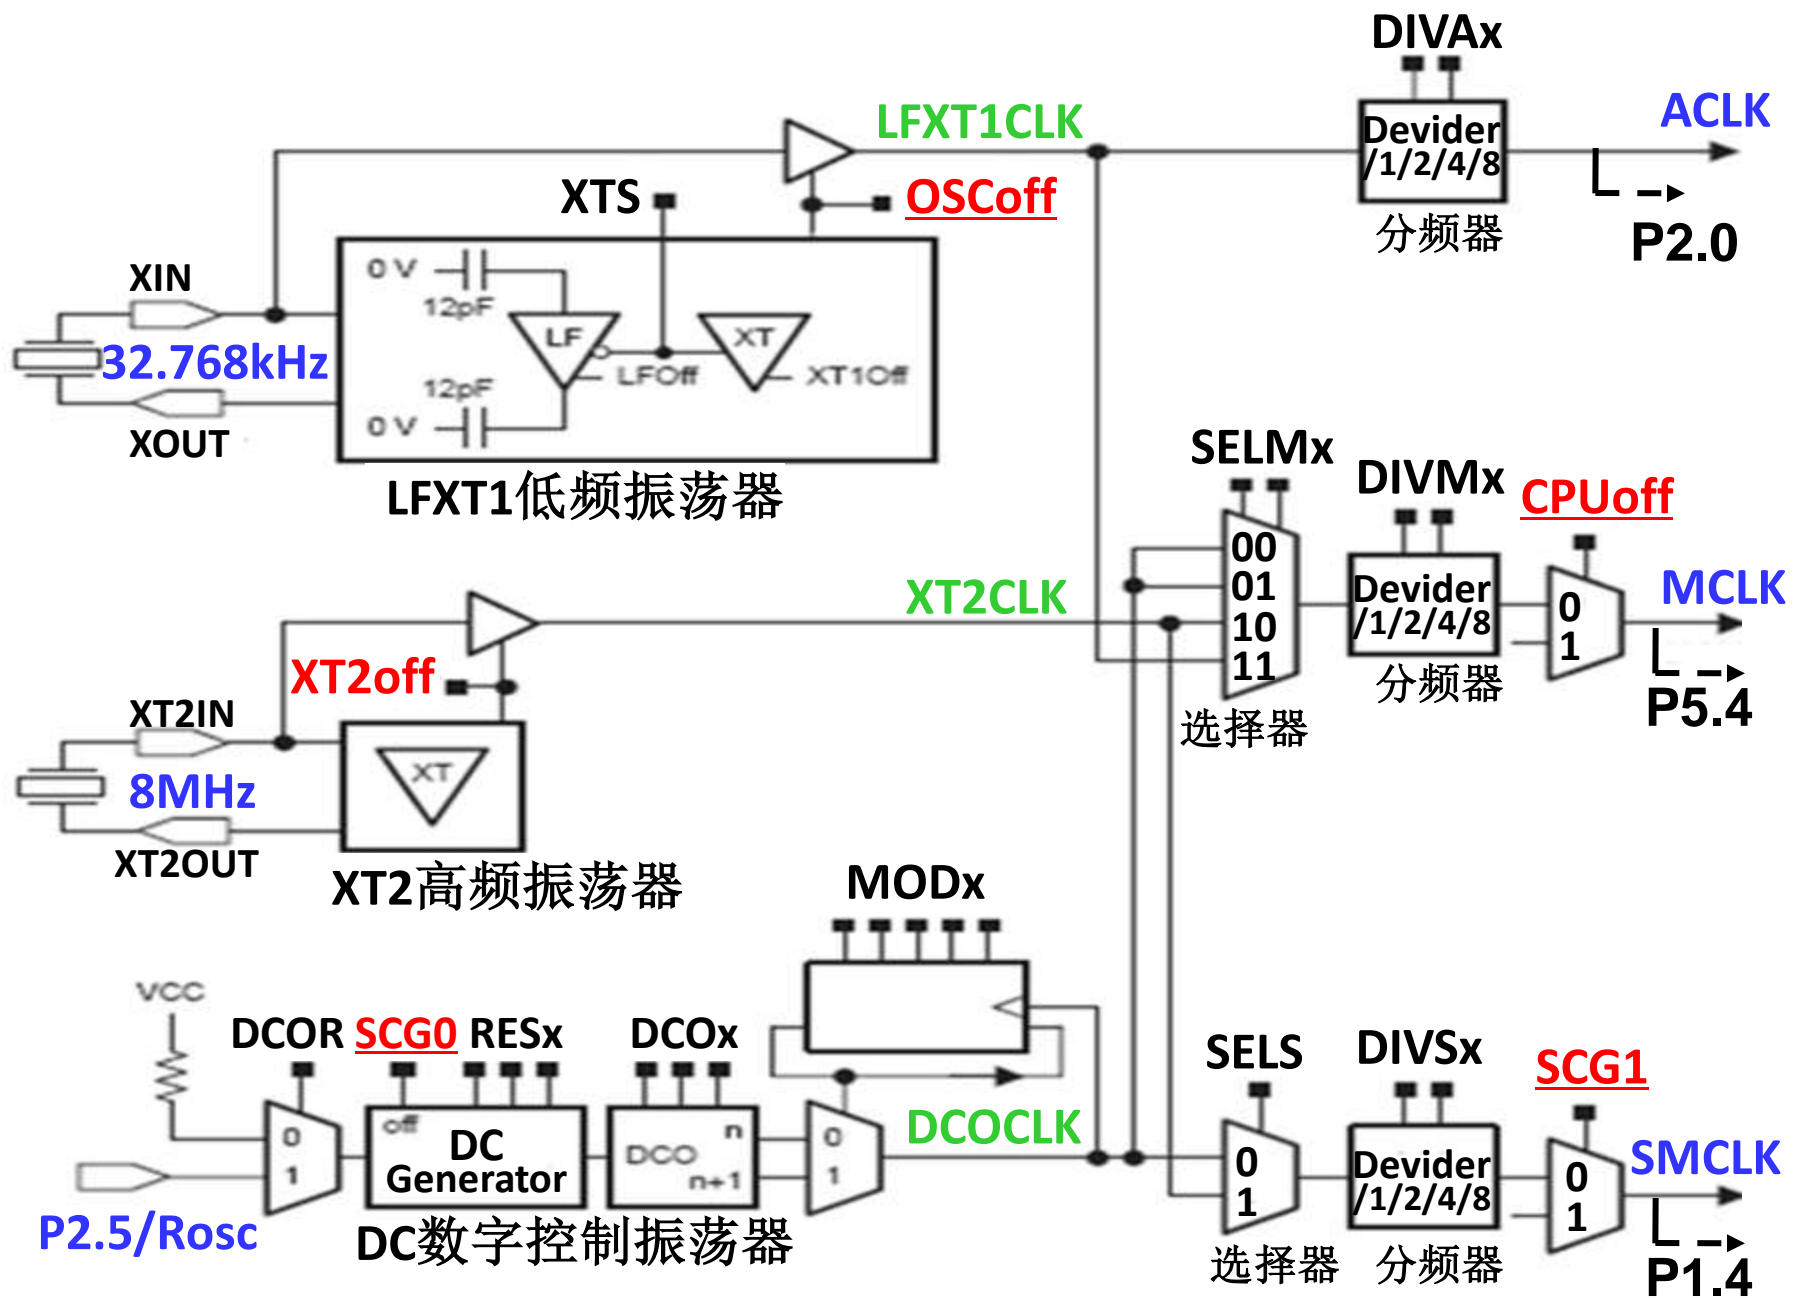 DIVAx
LFXT1CLK
Devider
/1/2/4/8
ACLK
XTS
OSCoff
分频器
P2.0
XIN
0 V
12pF
LF
XT
32.768kHz
LFOff
XT1Off
12pF
0 V
XOUT
LFXT1低频振荡器
SELMx
DIVMx
CPUoff
00
01
10
11
XT2CLK
Devider
/1/2/4/8
0
1
MCLK
XT2off
分频器
P5.4
选择器
XT2IN
XT
8MHz
XT2OUT
XT2高频振荡器
MODx
VCC
DCOR
SCG0
RESx
DCOx
SELS
DIVSx
SCG1
0
1
off
DC
Generator
DCO
n
n+1
0
1
DCOCLK
0
1
Devider
/1/2/4/8
0
1
SMCLK
P2.5/Rosc
DC数字控制振荡器
选择器
分频器
P1.4